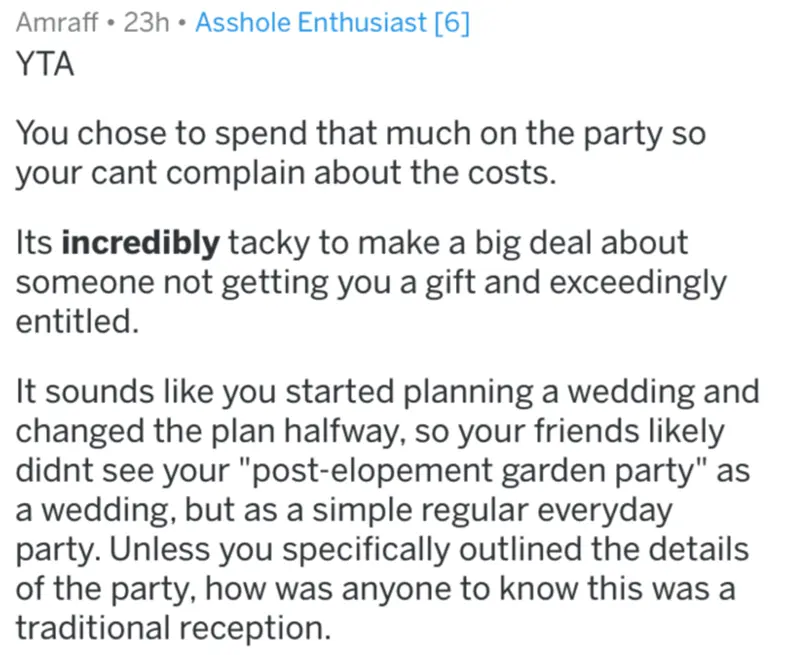 Amraff • 23h • Asshole Enthusiast [6]
YTA
You chose to spend that much on the party so
your cant complain about the costs.
Its incredibly tacky to make a big deal about
someone not getting you a gift and exceedingly
entitled.
It sounds like you started planning a wedding and
changed the plan halfway, so your friends likely
didnt see your "post-elopement garden party" as
a wedding, but as a simple regular everyday
party. Unless you specifically outlined the details
of the party, how was anyone to know this was a
traditional reception.